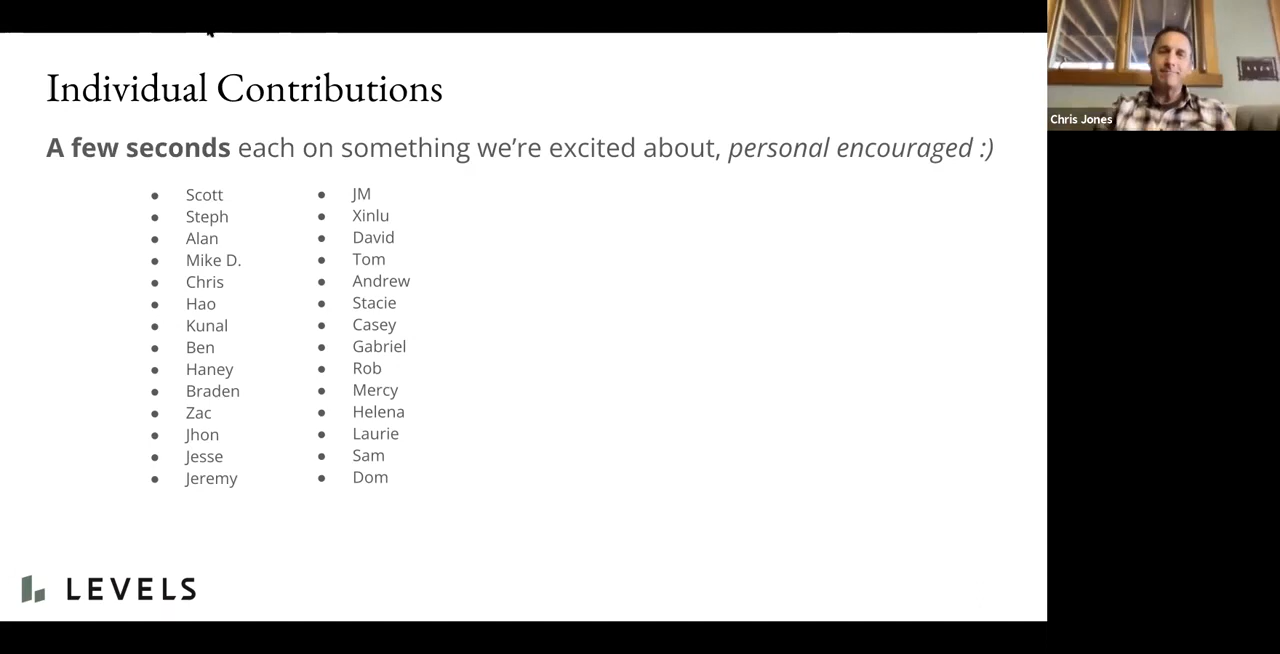 Individual Contributions
A few seconds each on something we're excited about, personal encouraged :)
Scott
Steph
Alan
Mike D.
Chris
Hao
Kunal
Ben
Haney
Braden
Zac
Jhon
Jesse
Jeremy
JM
Xinlu
David
Tom
Andrew
Stacie
Casey
Gabriel
Rob
Mercy
Helena
Laurie
Sam
Dom
LEVELS
Chris Jones